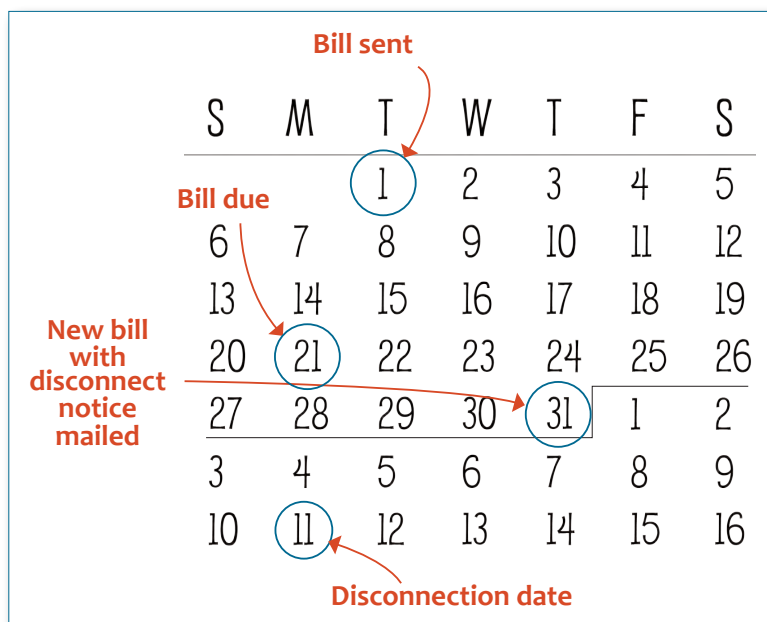 Bill sent
S M T W T F S
1 2 3 4 5
Bill due
6 7 8 9 10 11 12
13 14 15 16 17 18 19
New bill
with
disconnect
notice
mailed
20 21 22 23 24 25 26
27 28 29 30 31 1 2
3 4 5 6 7 8 9
10 11 12 13 14 15 16
Disconnection date